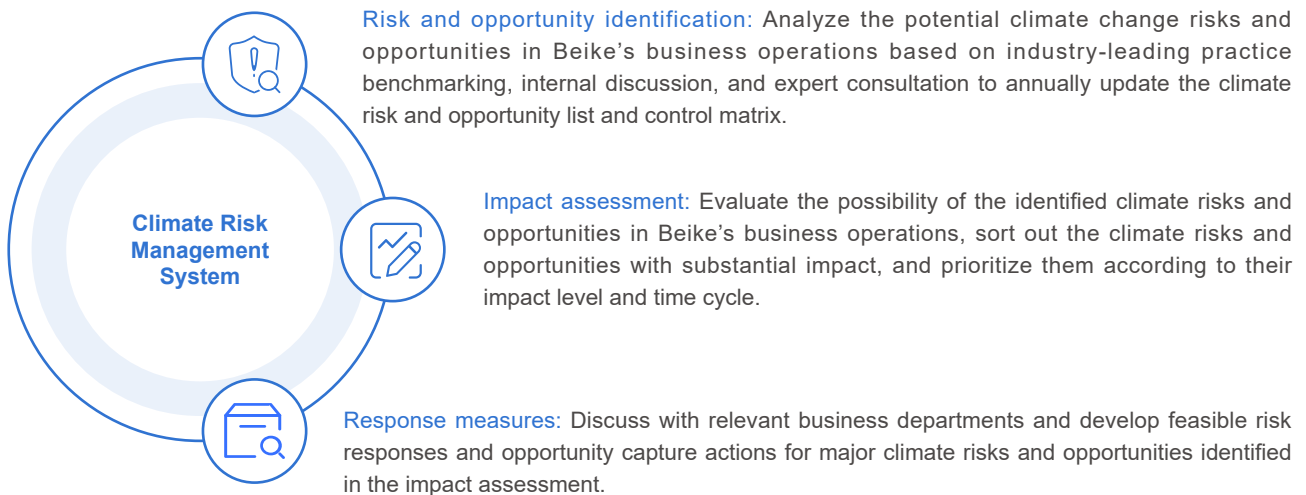 Risk and opportunity identification: Analyze the potential climate change risks and
opportunities in Beike's business operations based on industry-leading practice
benchmarking, internal discussion, and expert consultation to annually update the climate
risk and opportunity list and control matrix.
Climate Risk
Management
System
Impact assessment: Evaluate the possibility of the identified climate risks and
opportunities in Beike's business operations, sort out the climate risks and
opportunities with substantial impact, and prioritize them according to their
impact level and time cycle.
Response measures: Discuss with relevant business departments and develop feasible risk
responses and opportunity capture actions for major climate risks and opportunities identified
in the impact assessment.